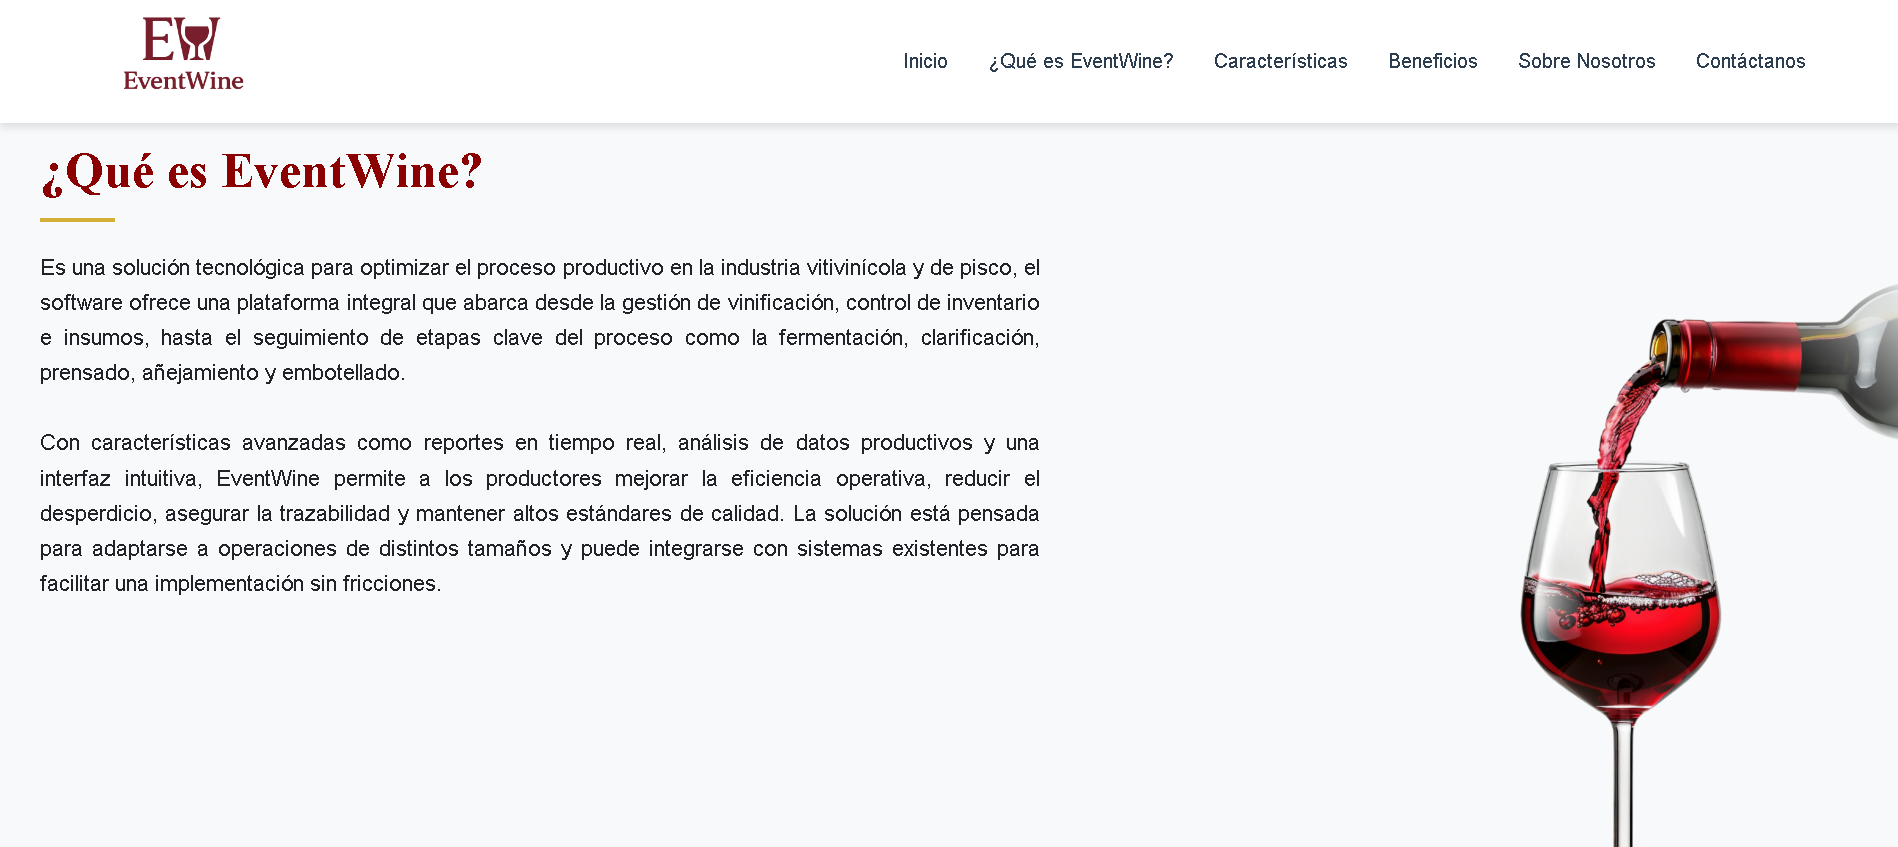 EW
EventWine
Inicio ¿Qué es EventWine? Características Beneficios Sobre Nosotros Contáctanos
¿Qué es EventWine?
Es una solución tecnológica para optimizar el proceso productivo en la industria vitivinícola y de pisco, el
software ofrece una plataforma integral que abarca desde la gestión de vinificación, control de inventario
e insumos, hasta el seguimiento de etapas clave del proceso como la fermentación, clarificación,
prensado, añejamiento y embotellado.
Con características avanzadas como reportes en tiempo real, análisis de datos productivos y una
interfaz intuitiva, EventWine permite a los productores mejorar la eficiencia operativa, reducir el
desperdicio, asegurar la trazabilidad y mantener altos estándares de calidad. La solución está pensada
para adaptarse a operaciones de distintos tamaños y puede integrarse con sistemas existentes para
facilitar una implementación sin fricciones.